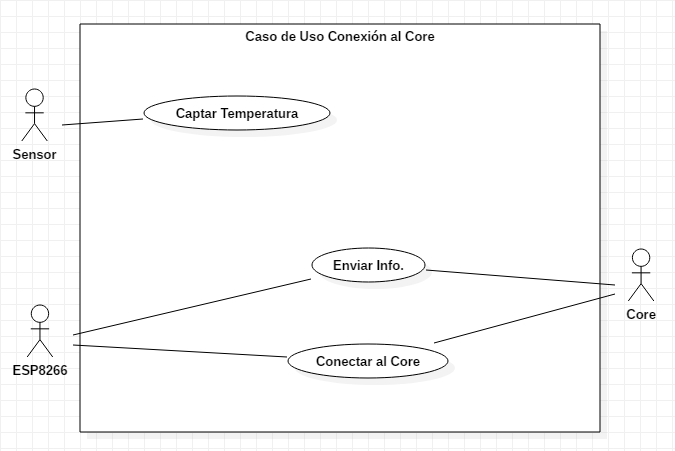 Caso de Uso Conexión al Core
Captar Temperatura
Sensor
Enviar Info.
Core
Conectar al Core
ESP8266